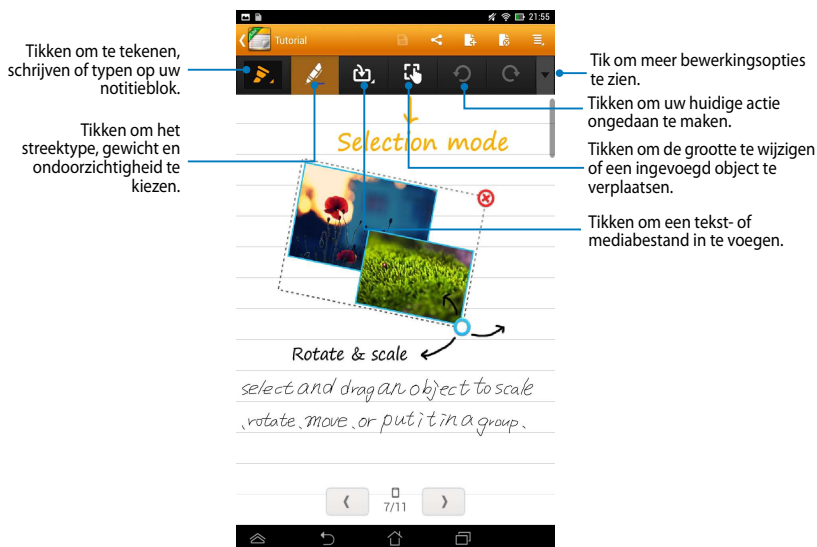 21:55
Tutorial
Tikken om te tekenen,
schrijven of typen op uw
notitieblok.
Tikken om het
streektype, gewicht en
ondoorzichtigheid te
kiezen.
Tik om meer bewerkingsopties
te zien.
Tikken om uw huidige actie
ongedaan te maken.
Tikken om de grootte te wijzigen
of een ingevoegd object te
verplaatsen.
Tikken om een tekst- of
mediabestand in te voegen.
Selection mode
Rotate & scale
select and drag an object to scale
、rotate、move、or put it in a group、
7/11